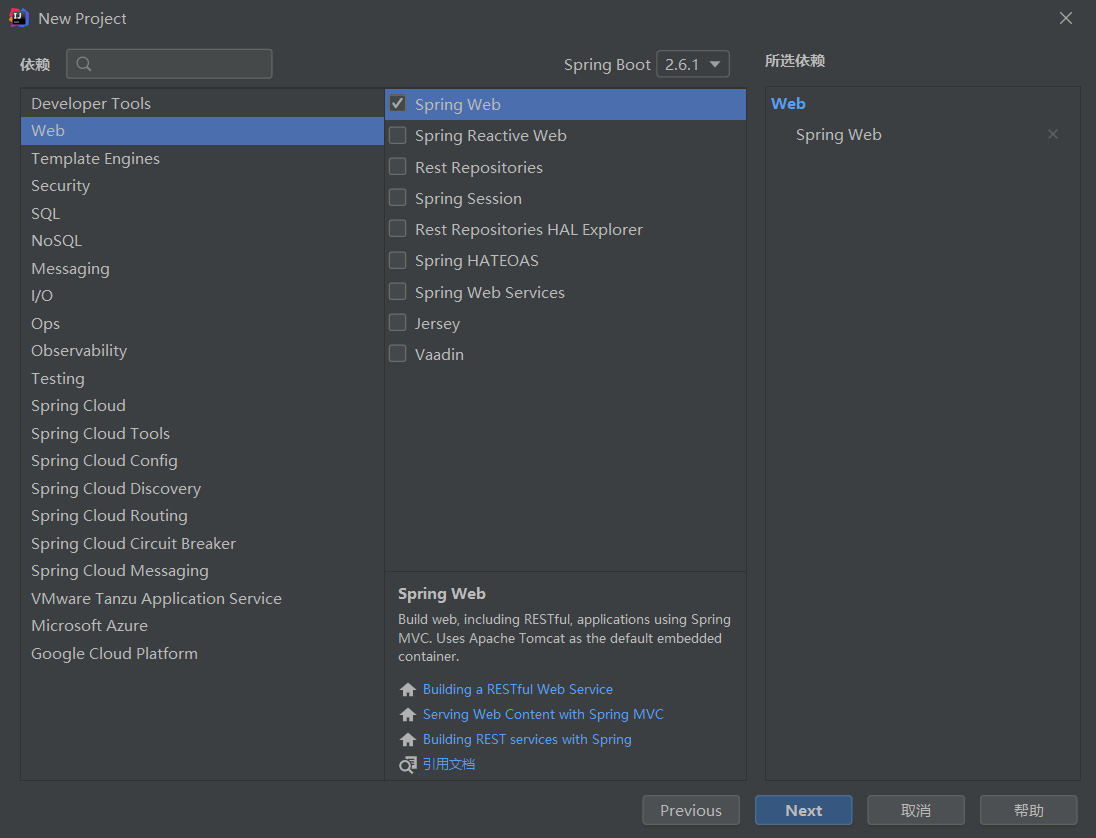 New Project
依赖
Spring Boot 2.6.1
所选依赖
Developer Tools
Web
Template Engines
Security
SQL
NoSQL
Messaging
I/O
Ops
Observability
Testing
Spring Cloud
Spring Cloud Tools
Spring Cloud Config
Spring Cloud Discovery
Spring Cloud Routing
Spring Cloud Circuit Breaker
Spring Cloud Messaging
VMware Tanzu Application Service
Microsoft Azure
Google Cloud Platform
Spring Web
Spring Reactive Web
Rest Repositories
Spring Session
Rest Repositories HAL Explorer
Spring HATEOAS
Spring Web Services
Jersey
Vaadin
Spring Web
Build web, including RESTful, applications using Spring
MVC. Uses Apache Tomcat as the default embedded
container.
Building a RESTful Web Service
Serving Web Content with Spring MVC
Building REST services with Spring
引用文档
Web
Spring Web
Previous
Next
取消
帮助